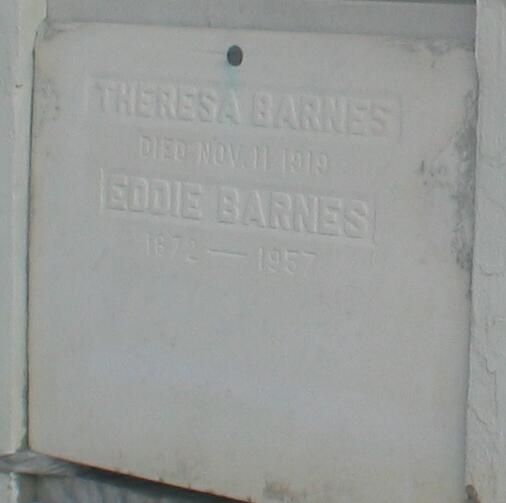 THERESA BARNES
DIED NOV. 11 1919
EDDIE BARNES
1872 — 1957